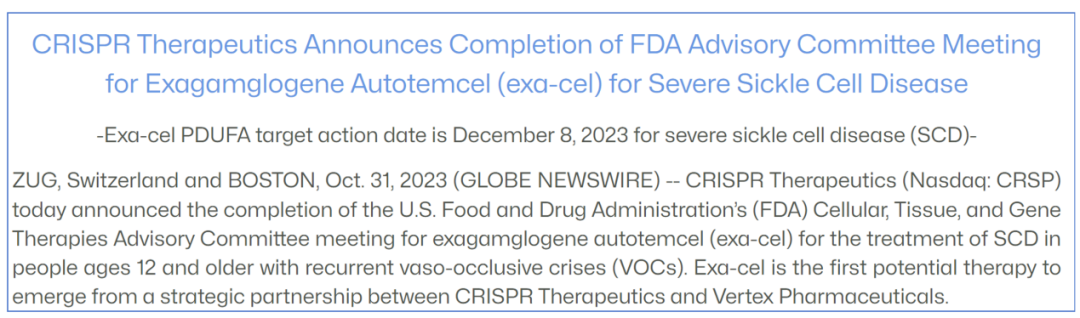 CRISPR Therapeutics Announces Completion of FDA Advisory Committee Meeting
for Exagamglogene Autotemcel (exa-cel) for Severe Sickle Cell Disease
-Exa-cel PDUFA target action date is December 8, 2023 for severe sickle cell disease (SCD)-
ZUG, Switzerland and BOSTON, Oct. 31, 2023 (GLOBE NEWSWIRE) -- CRISPR Therapeutics (Nasdaq: CRSP)
today announced the completion of the U.S. Food and Drug Administration's (FDA) Cellular, Tissue, and Gene
Therapies Advisory Committee meeting for exagamglogene autotemcel (exa-cel) for the treatment of SCD in
people ages 12 and older with recurrent vaso-occlusive crises (VOCs). Exa-cel is the first potential therapy to
emerge from a strategic partnership between CRISPR Therapeutics and Vertex Pharmaceuticals.